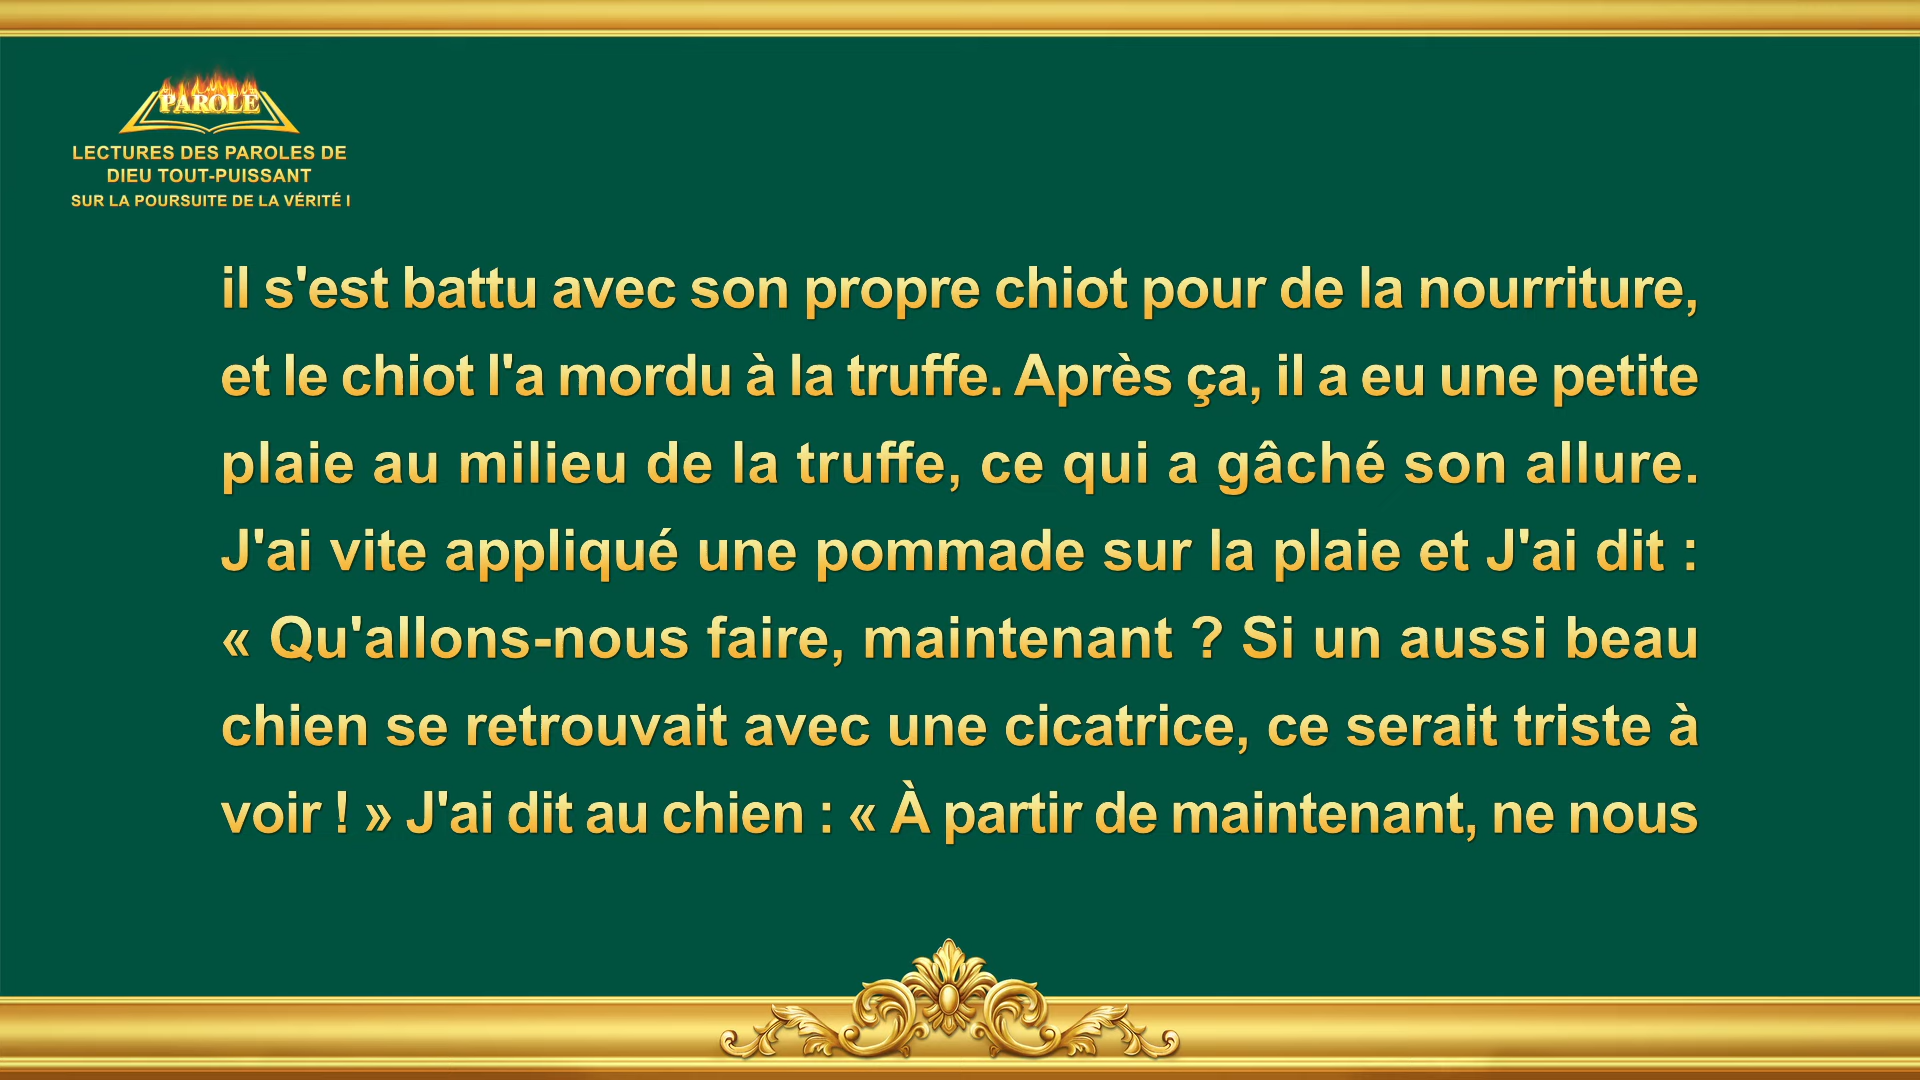 PAROLE
LECTURES DES PAROLES DE
DIEU TOUT-PUISSANT
SUR LA POURSUITE DE LA VÉRITÉ I
il s'est battu avec son propre chiot pour de la nourriture,
et le chiot l'a mordu à la truffe. Après ça, il a eu une petite
plaie au milieu de la truffe, ce qui a gâché son allure.
J'ai vite appliqué une pommade sur la plaie et J'ai dit :
« Qu'allons-nous faire, maintenant ? Si un aussi beau
chien se retrouvait avec une cicatrice, ce serait triste à
voir ! » J'ai dit au chien : « À partir de maintenant, ne nous